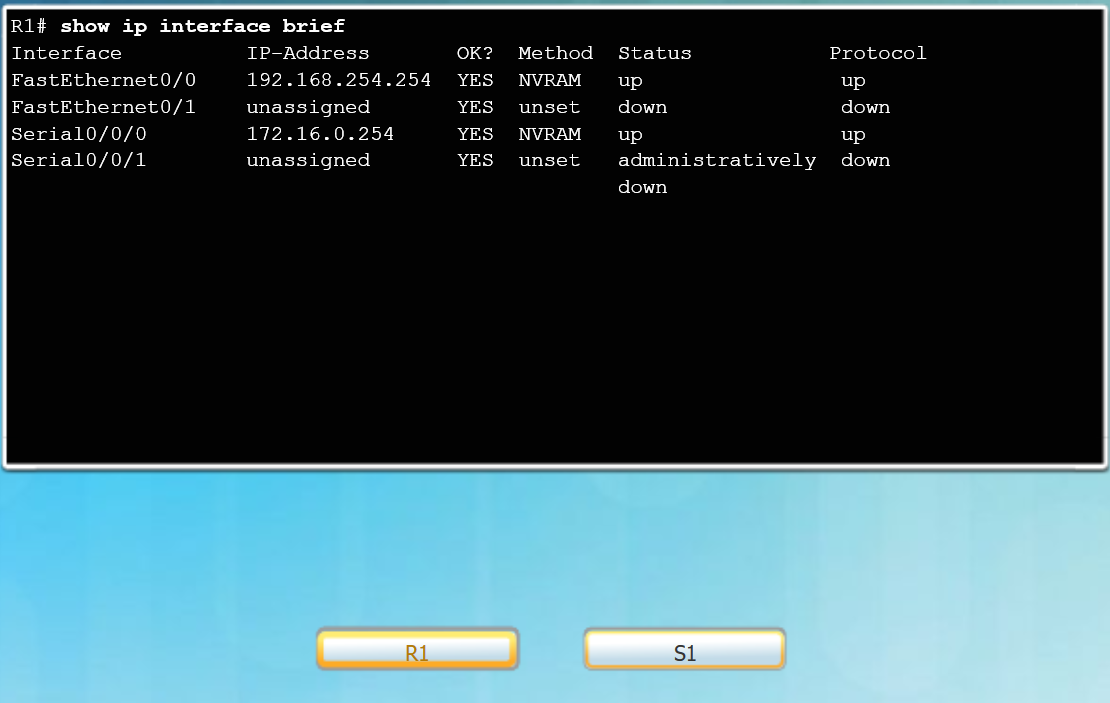 R1# show ip interface brief
Interface IP-Address OK? Method Status Protocol
FastEthernet0/0 192.168.254.254 YES NVRAM up up
FastEthernet0/1 unassigned YES unset down down
Serial0/0/0 172.16.0.254 YES NVRAM up up
Serial0/0/1 unassigned YES unset administratively down
down
R1 S1